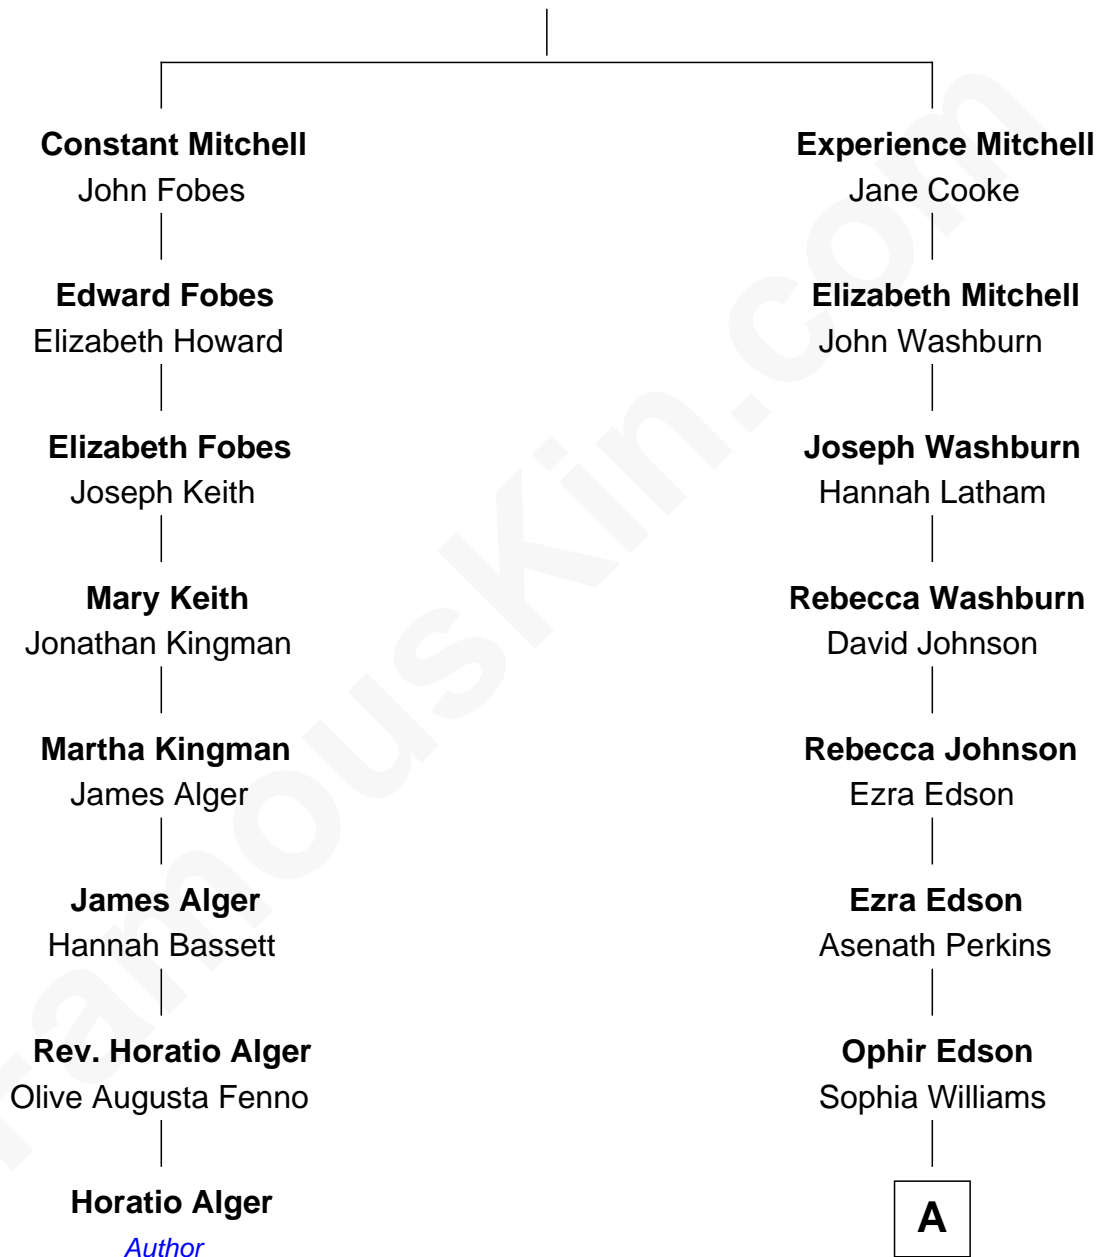 Constant Mitchell
John Fobes
Edward Fobes
Elizabeth Howard
Elizabeth Fobes
Joseph Keith
Mary Keith
Jonathan Kingman
Martha Kingman
James Alger
James Alger
Hannah Bassett
Rev. Horatio Alger
Olive Augusta Fenno
Horatio Alger
Author
Experience Mitchell
Jane Cooke
Elizabeth Mitchell
John Washburn
Joseph Washburn
Hannah Latham
Rebecca Washburn
David Johnson
Rebecca Johnson
Ezra Edson
Ezra Edson
Asenath Perkins
Ophir Edson
Sophia Williams
A
FamousKin.com